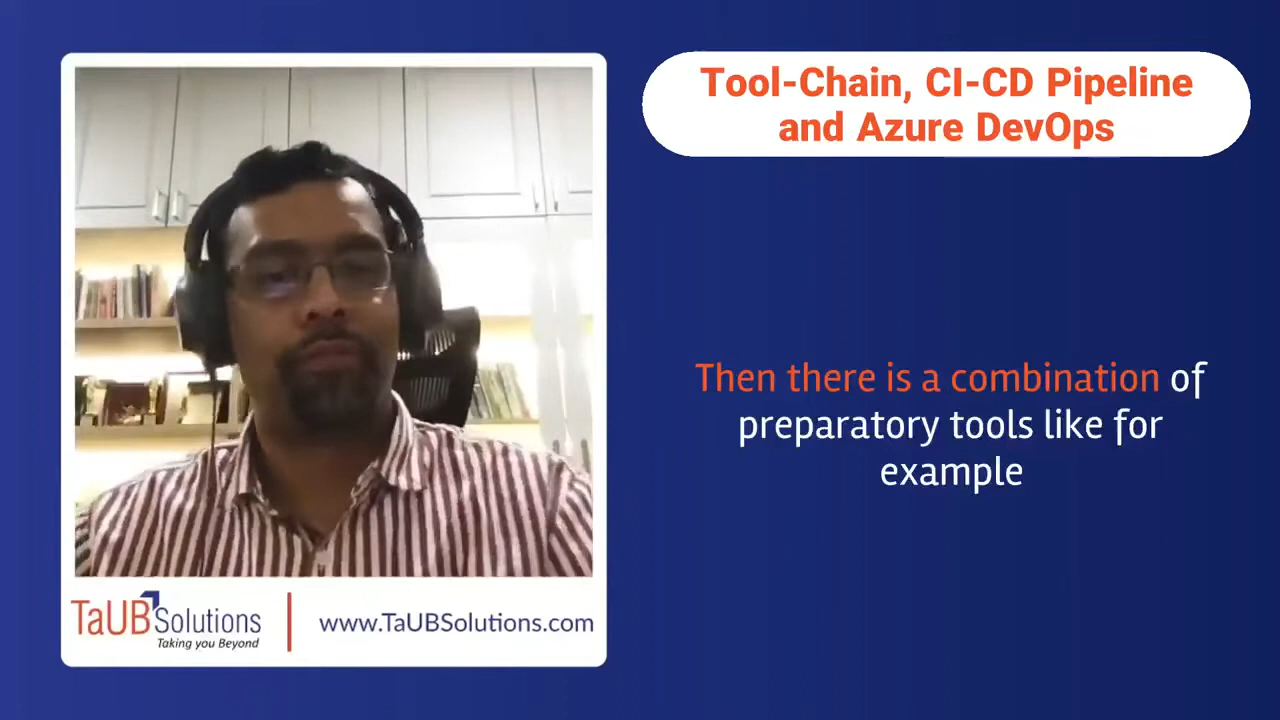 Tool-Chain, CI-CD Pipeline
and Azure DevOps
Then there is a combination of
preparatory tools like for
example
TaUB Solutions
Taking you Beyond
www.TaUBSolutions.com